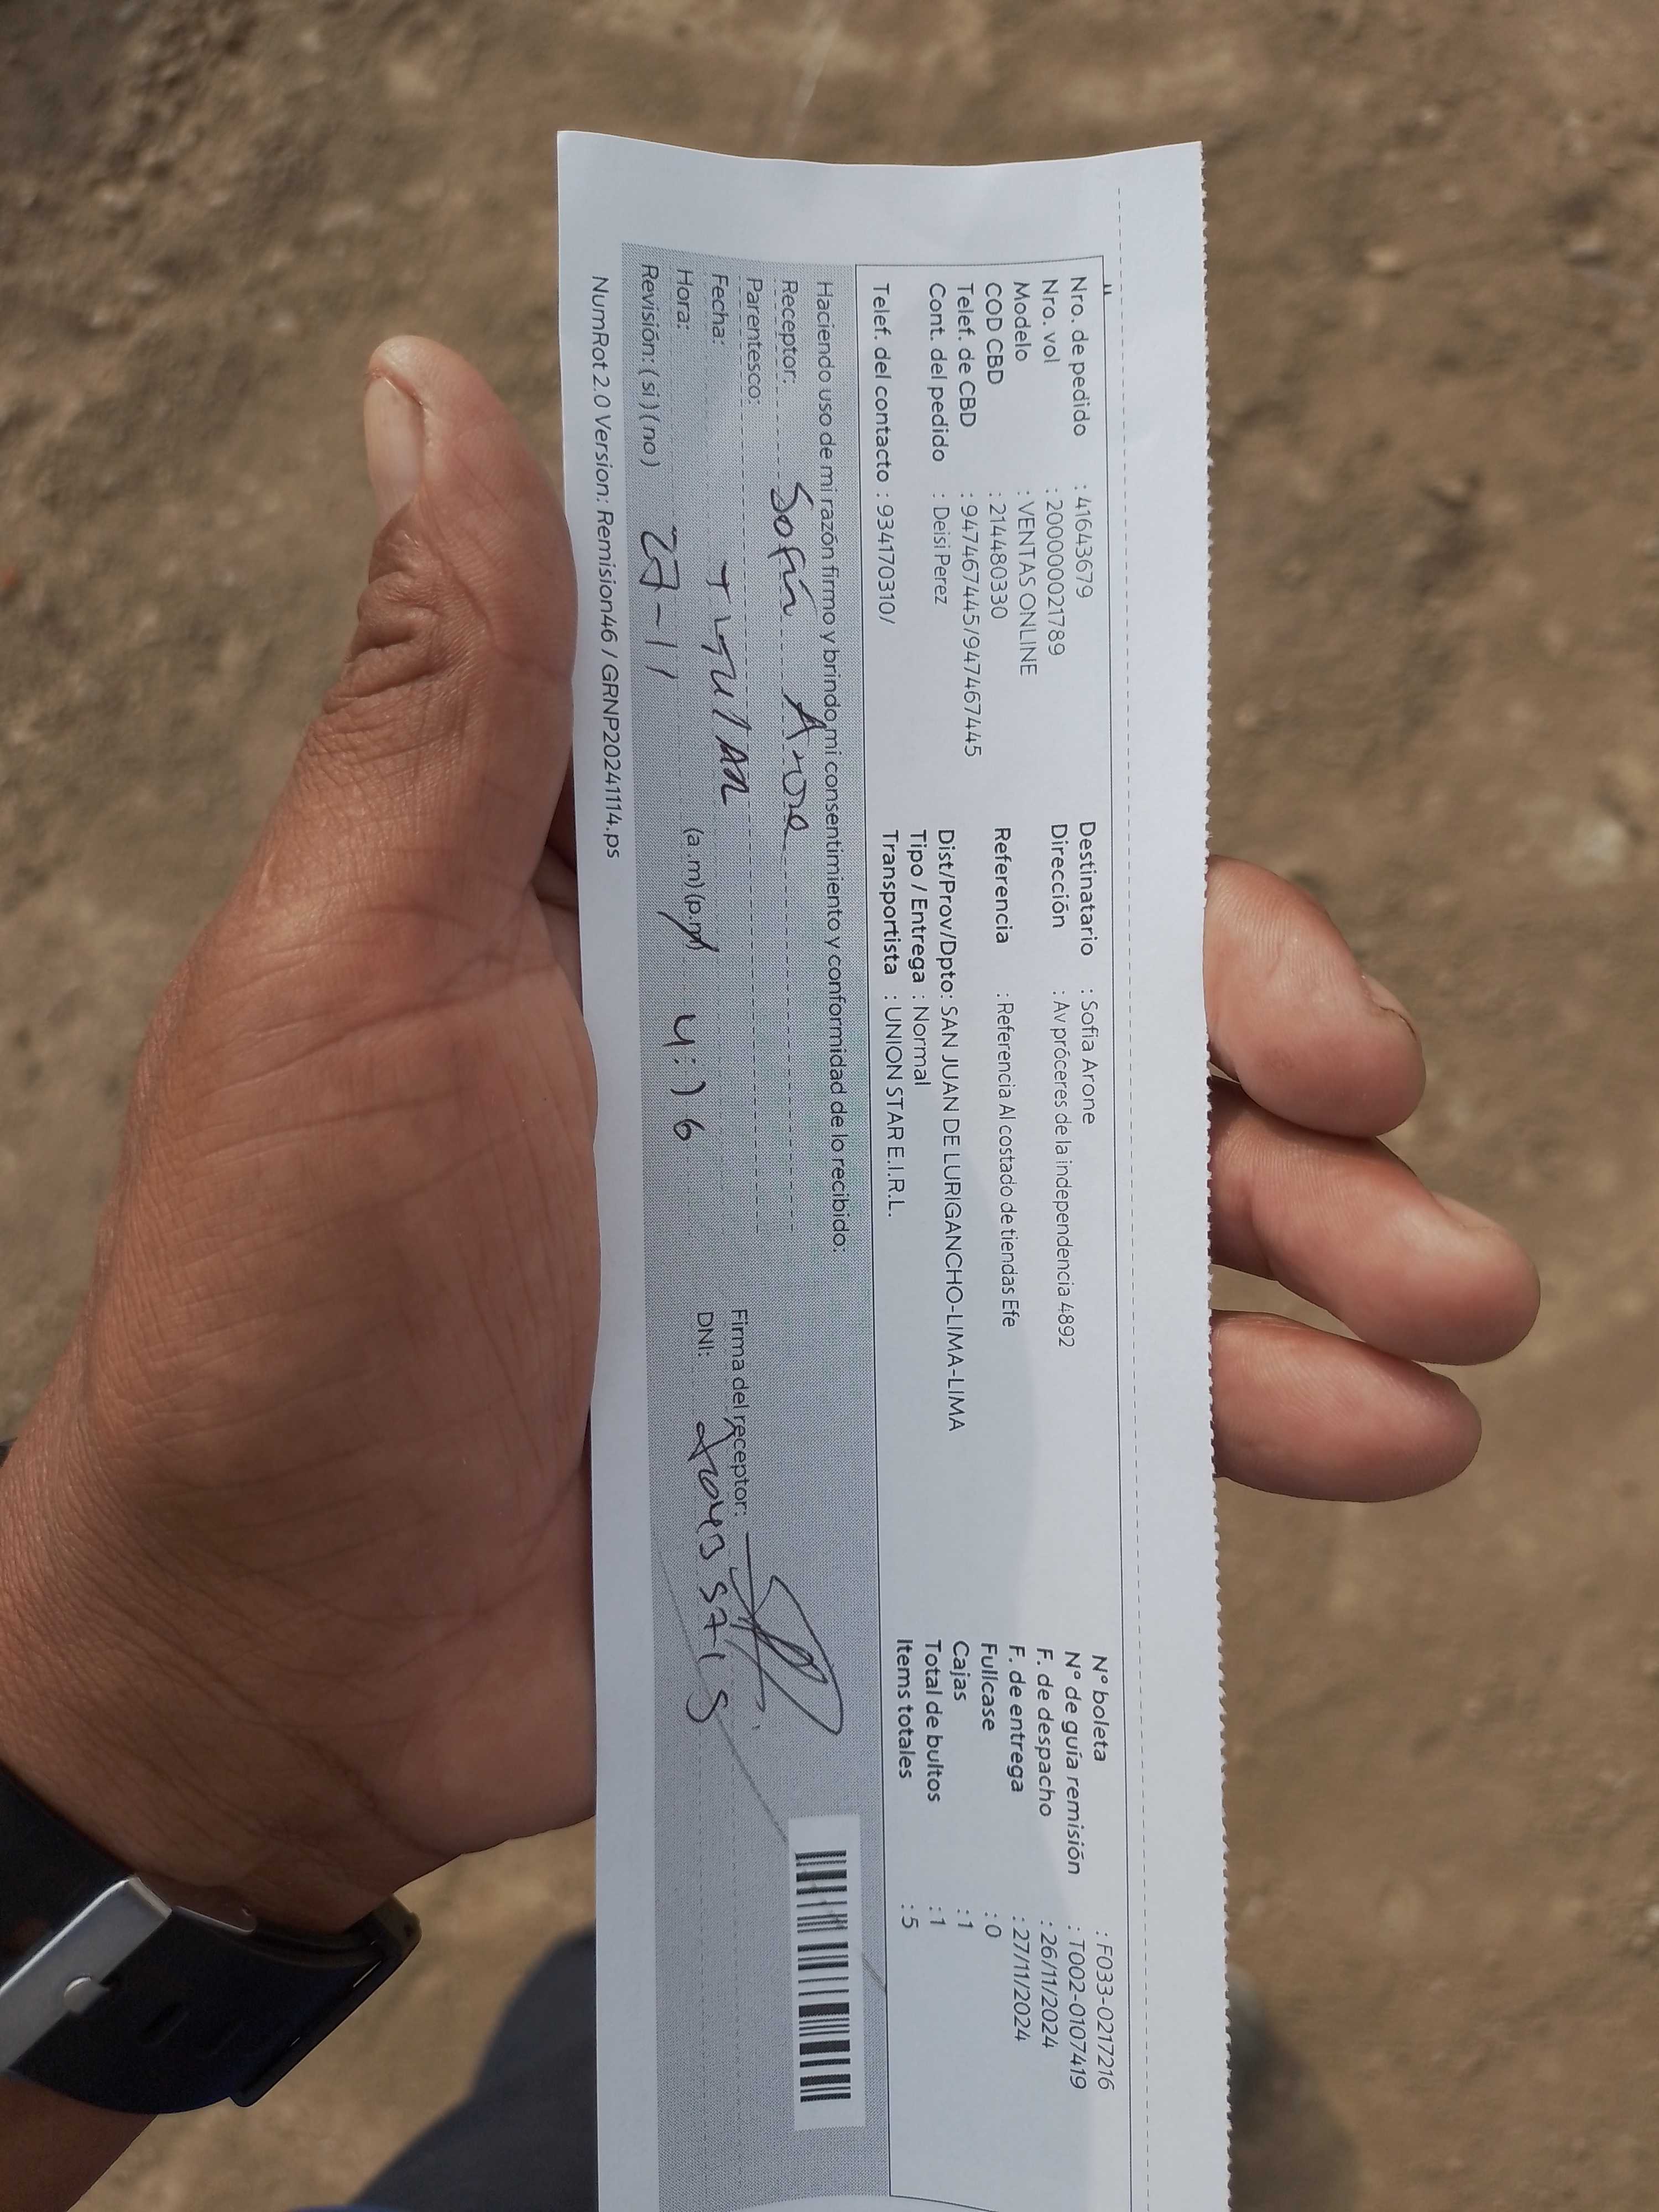 Nro. de pedido : 41643679
Nro. vol : 2000000021789
Modelo : VENTAS ONLINE
COD CBD : 214480330
Telef. de CBD : 947467445/947467445
Cont. del pedido : Deisi Perez
Telef. del contacto : 934170310/
Destinatario : Sofia Arone
Dirección : Av próceres de la independencia 4892
Referencia : Referencia Al costado de tiendas Efe
Dist/Prov/Dpto: SAN JUAN DE LURIGANCHO-LIMA-LIMA
Tipo / Entrega : Normal
Transportista : UNION STAR E.I.R.L.
Nº boleta : F033-0217216
Nº de guía remisión : T002-0107419
F. de despacho : 26/11/2024
F. de entrega : 27/11/2024
Fullcase : 0
Cajas : 1
Total de bultos : 1
Items totales : 5
Haciendo uso de mi razón firmo y brindo mi consentimiento y conformidad de lo recibido:
Receptor: Sofia Arone
Parentesco: Titular
Fecha: 27-11
Hora: (a.m)(p.m) 4:16
Revisión: (si)(no)
Firma del receptor:
DNI:
NumRot 2.0 Version: Remision46 / GRNP20241114.ps